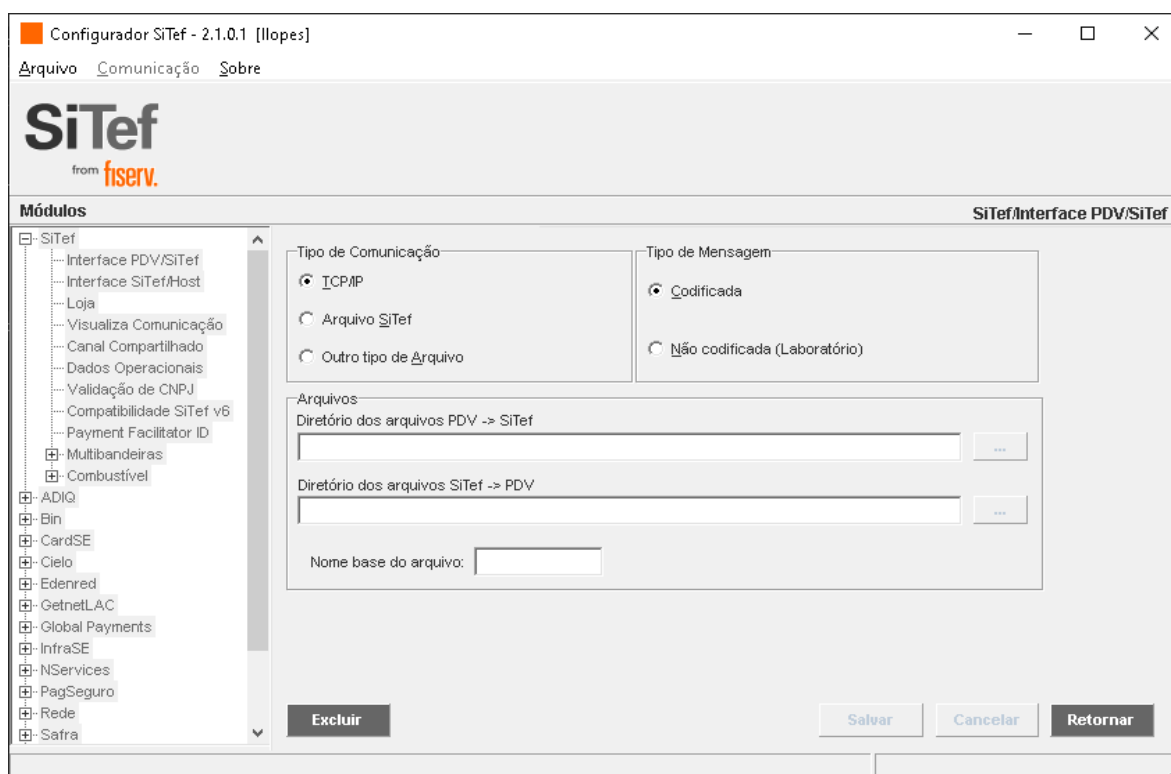 Configurador SiTef - 2.1.0.1 [llopes]
Arquivo Comunicação Sobre
SiTef
from fiserv.
Módulos
SiTef/Interface PDV/SiTef
SiTef
Interface PDV/SiTef
Interface SiTef/Host
Loja
Visualiza Comunicação
Canal Compartilhado
Dados Operacionais
Validação de CNPJ
Compatibilidade SiTef v6
Payment Facilitator ID
Multibandeiras
Combustível
ADIQ
Bin
CardSE
Cielo
Edenred
GetnetLAC
Global Payments
InfraSE
NServices
PagSeguro
Rede
Safra
Tipo de Comunicação
TCP/IP
Arquivo SiTef
Outro tipo de Arquivo
Tipo de Mensagem
Codificada
Não codificada (Laboratório)
Arquivos
Diretório dos arquivos PDV -> SiTef
...
Diretório dos arquivos SiTef -> PDV
...
Nome base do arquivo:
Excluir
Salvar
Cancelar
Retornar